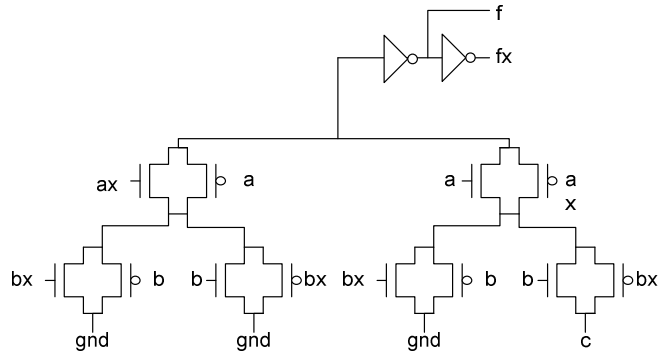 f
fx
ax a a a
x
bx b b bx bx b b bx
gnd gnd gnd c